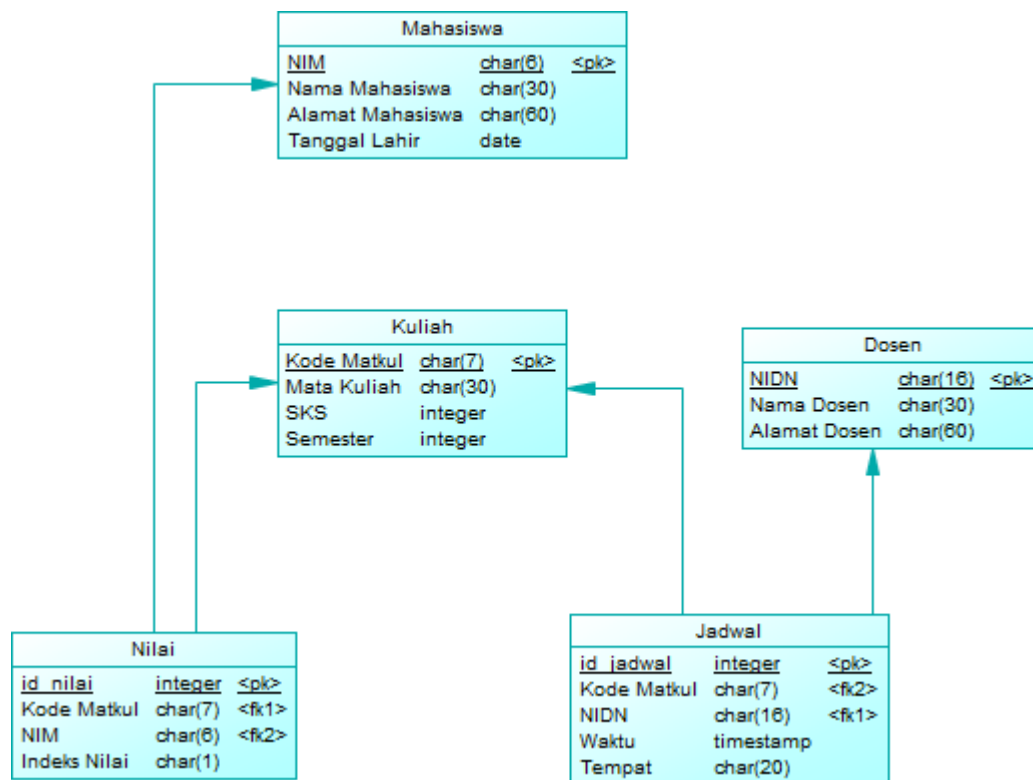 Mahasiswa
NIM char(6) <pk>
Nama Mahasiswa char(30)
Alamat Mahasiswa char(60)
Tanggal Lahir date
Kuliah
Kode Matkul char(7) <pk>
Mata Kuliah char(30)
SKS integer
Semester integer
Dosen
NIDN char(16) <pk>
Nama Dosen char(30)
Alamat Dosen char(60)
Nilai
id_nilai integer <pk>
Kode Matkul char(7) <fk1>
NIM char(6) <fk2>
Indeks Nilai char(1)
Jadwal
id_jadwal integer <pk>
Kode Matkul char(7) <fk2>
NIDN char(16) <fk1>
Waktu timestamp
Tempat char(20)